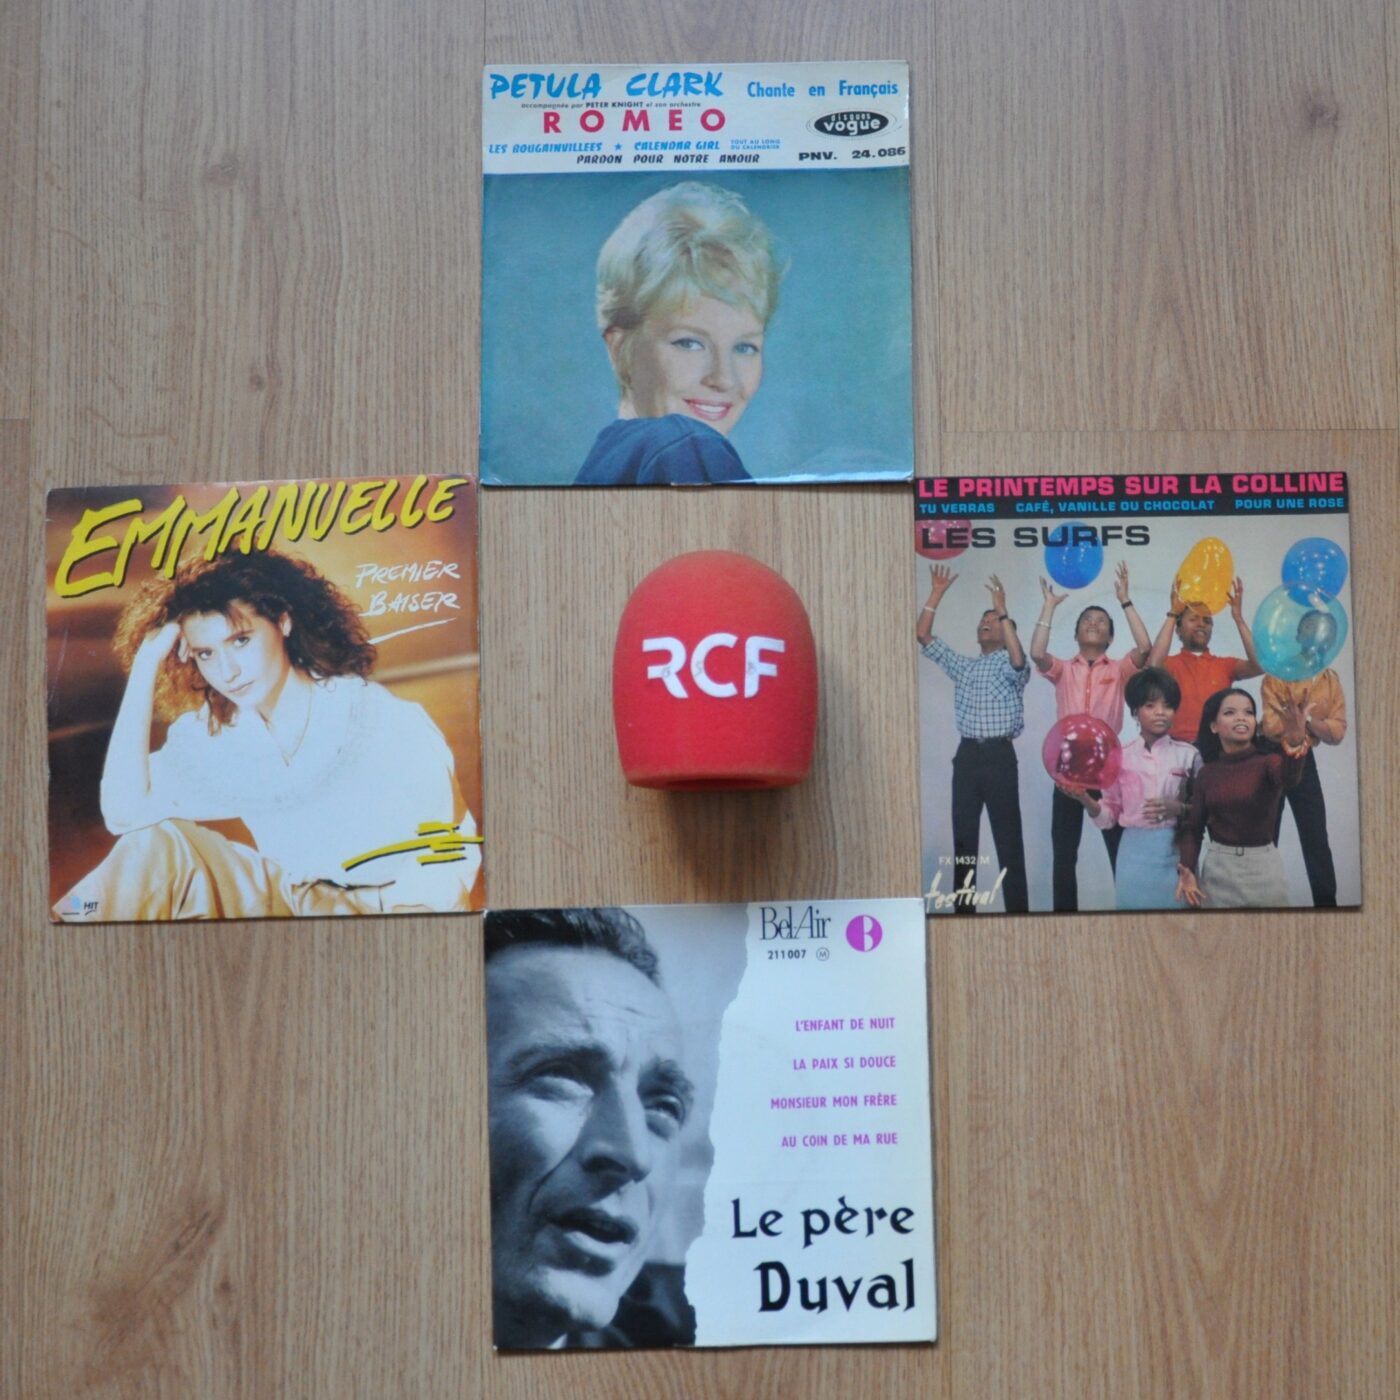 PETULA CLARK Chante en Français
accompagnée par PETER KNIGHT et son orchestre
ROMEO
disques
vogue
LES BOUGAINVILLEES ★ CALENDAR GIRL TOUT AU LONG
DU CALENDRIER
PARDON POUR NOTRE AMOUR
PNV. 24.086
EMMANUELLE
PREMIER
BAISER
HIT
RCF
LE PRINTEMPS SUR LA COLLINE
TU VERRAS CAFÉ, VANILLE OU CHOCOLAT POUR UNE ROSE
LES SURFS
FX 1432 M
festival
Bel Air B
211007 M
L'ENFANT DE NUIT
LA PAIX SI DOUCE
MONSIEUR MON FRÈRE
AU COIN DE MA RUE
Le père
Duval